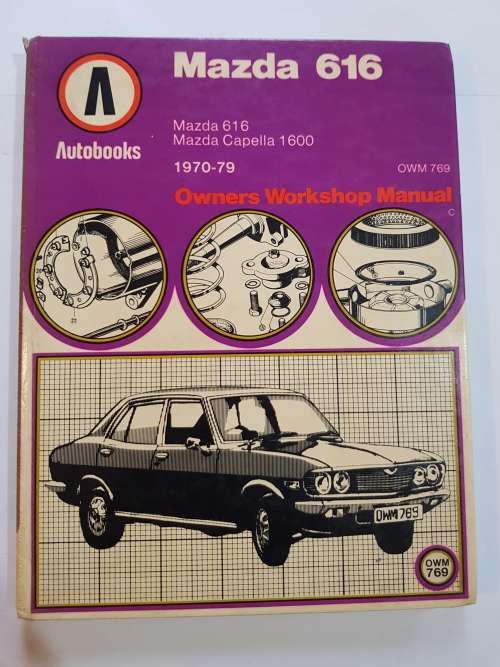 Mazda 616
Autobooks
Mazda 616
Mazda Capella 1600
1970-79
OWM 769
Owners Workshop Manual
C
OWM 769
OWM
769